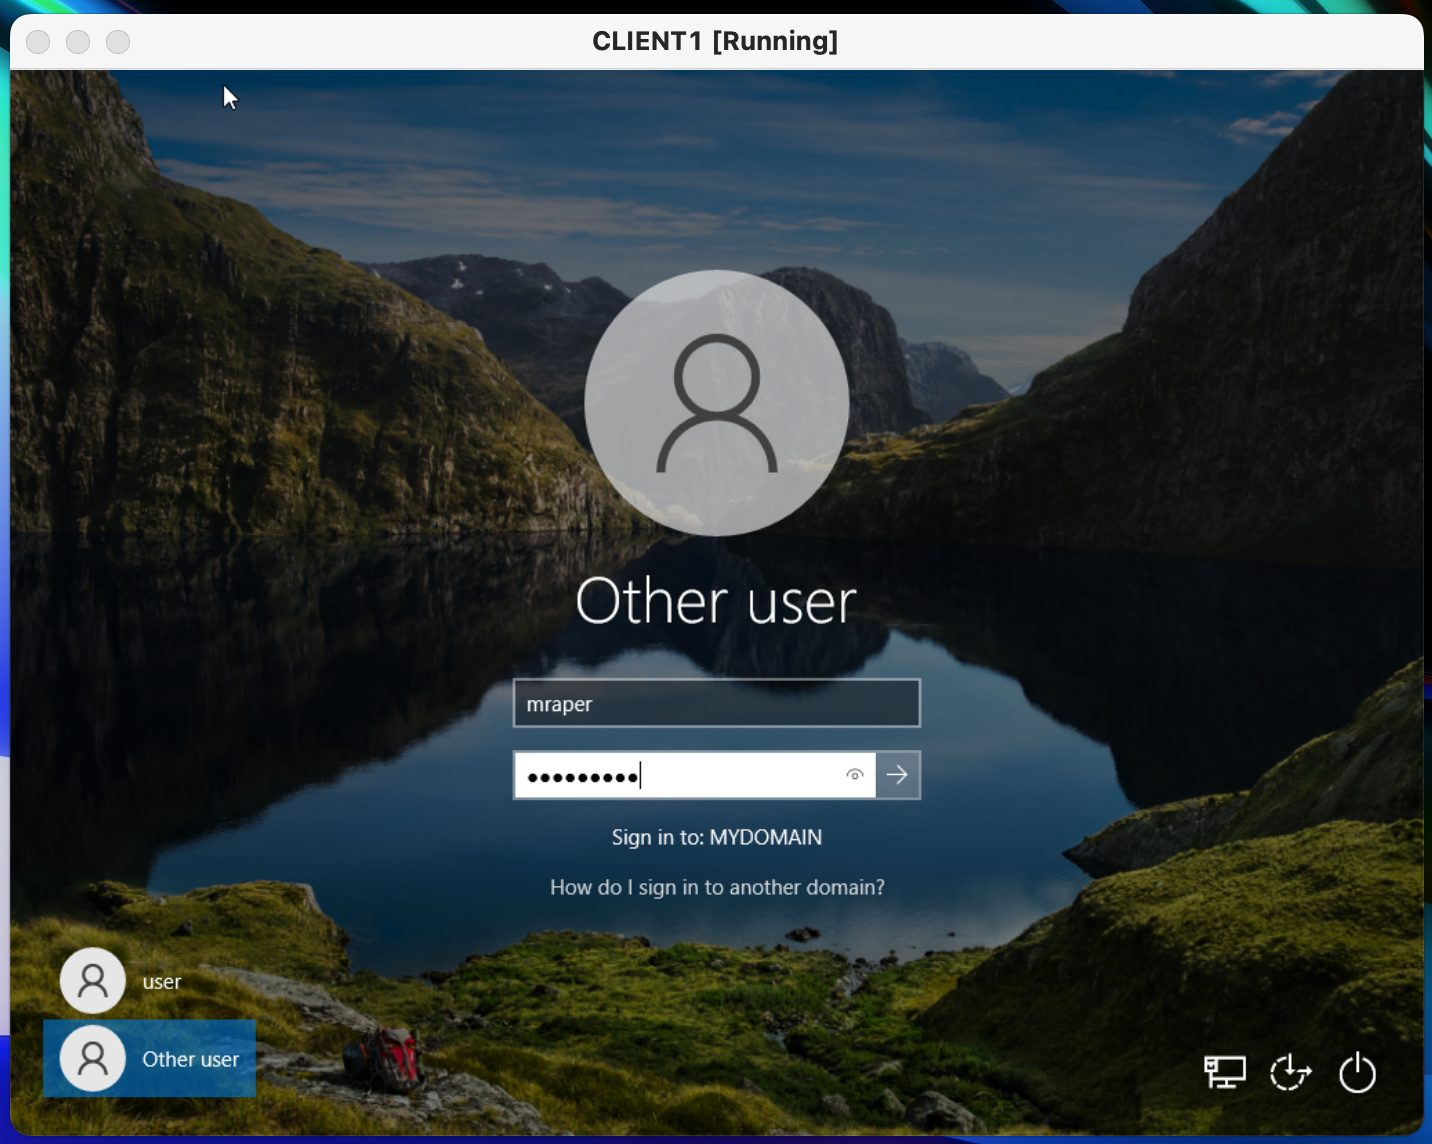 CLIENT1 [Running]
Other user
mraper
Sign in to: MYDOMAIN
How do I sign in to another domain?
user
Other user